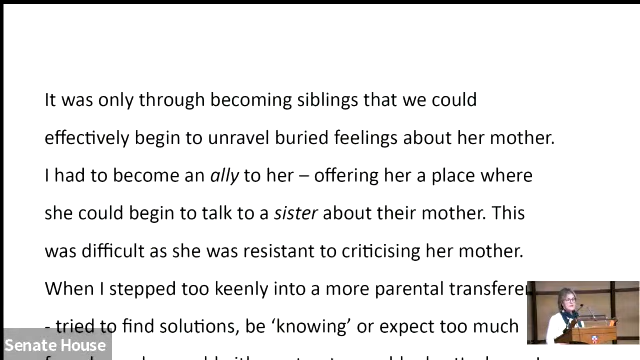 It was only through becoming siblings that we could
effectively begin to unravel buried feelings about her mother.
I had to become an ally to her – offering her a place where
she could begin to talk to a sister about their mother. This
was difficult as she was resistant to criticising her mother.
When I stepped too keenly into a more parental
- tried to find solutions, be ‘knowing’ or expect too much
Senate House